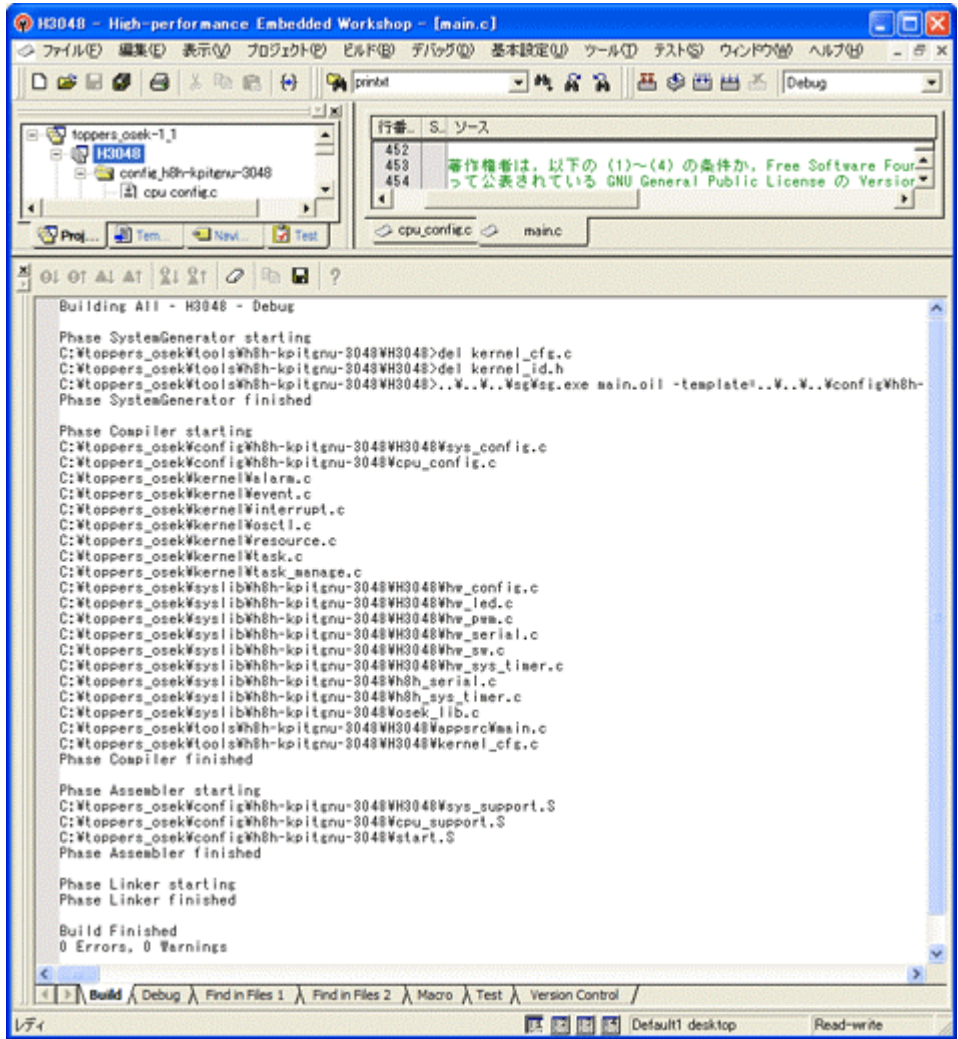 H3048 - High-performance Embedded Workshop - [main.c]
ファイル(F) 編集(E) 表示(V) プロジェクト(P) ビルド(B) デバッグ(D) 基本設定(U) ツール(T) テスト(S) ウィンドウ(W) ヘルプ(H)
printxt Debug
toppers_osek-1_1
H3048
config_h8h-kpitgnu-3048
cpu config.c
Proj... Tem... Navi... Test
行番... S... ソース
452
453 著作権者は，以下の (1)～(4) の条件か，Free Software Four
454 って公表されている GNU General Public License の Version
cpu_config.c main.c
Building All - H3048 - Debug
Phase SystemGenerator starting
C:¥toppers_osek¥tools¥h8h-kpitgnu-3048¥H3048>del kernel_cfg.c
C:¥toppers_osek¥tools¥h8h-kpitgnu-3048¥H3048>del kernel_id.h
C:¥toppers_osek¥tools¥h8h-kpitgnu-3048¥H3048>..¥..¥..¥sg¥sg.exe main.oil -template=..¥..¥..¥config¥h8h-
Phase SystemGenerator finished
Phase Compiler starting
C:¥toppers_osek¥config¥h8h-kpitgnu-3048¥H3048¥sys_config.c
C:¥toppers_osek¥config¥h8h-kpitgnu-3048¥cpu_config.c
C:¥toppers_osek¥kernel¥alarm.c
C:¥toppers_osek¥kernel¥event.c
C:¥toppers_osek¥kernel¥interrupt.c
C:¥toppers_osek¥kernel¥osctl.c
C:¥toppers_osek¥kernel¥resource.c
C:¥toppers_osek¥kernel¥task.c
C:¥toppers_osek¥kernel¥task_manage.c
C:¥toppers_osek¥syslib¥h8h-kpitgnu-3048¥H3048¥hw_config.c
C:¥toppers_osek¥syslib¥h8h-kpitgnu-3048¥H3048¥hw_led.c
C:¥toppers_osek¥syslib¥h8h-kpitgnu-3048¥H3048¥hw_pwm.c
C:¥toppers_osek¥syslib¥h8h-kpitgnu-3048¥H3048¥hw_serial.c
C:¥toppers_osek¥syslib¥h8h-kpitgnu-3048¥H3048¥hw_sw.c
C:¥toppers_osek¥syslib¥h8h-kpitgnu-3048¥H3048¥hw_sys_timer.c
C:¥toppers_osek¥syslib¥h8h-kpitgnu-3048¥h8h_serial.c
C:¥toppers_osek¥syslib¥h8h-kpitgnu-3048¥h8h_sys_timer.c
C:¥toppers_osek¥syslib¥h8h-kpitgnu-3048¥osek_lib.c
C:¥toppers_osek¥tools¥h8h-kpitgnu-3048¥H3048¥appsrc¥main.c
C:¥toppers_osek¥tools¥h8h-kpitgnu-3048¥H3048¥kernel_cfg.c
Phase Compiler finished
Phase Assembler starting
C:¥toppers_osek¥config¥h8h-kpitgnu-3048¥H3048¥sys_support.S
C:¥toppers_osek¥config¥h8h-kpitgnu-3048¥cpu_support.S
C:¥toppers_osek¥config¥h8h-kpitgnu-3048¥start.S
Phase Assembler finished
Phase Linker starting
Phase Linker finished
Build Finished
0 Errors, 0 Warnings
Build Debug Find in Files 1 Find in Files 2 Macro Test Version Control
レディ Default1 desktop Read-write